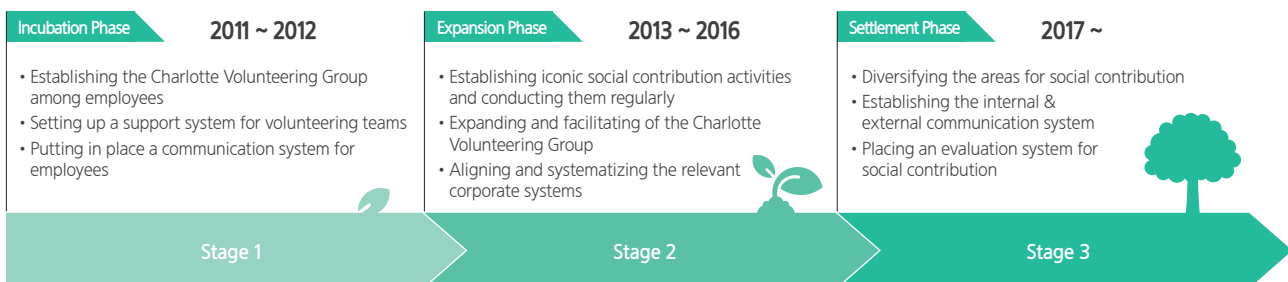 Incubation Phase
2011 ~ 2012
• Establishing the Charlotte Volunteering Group
among employees
• Setting up a support system for volunteering teams
• Putting in place a communication system for
employees
Stage 1
Expansion Phase
2013 ~ 2016
• Establishing iconic social contribution activities
and conducting them regularly
• Expanding and facilitating of the Charlotte
Volunteering Group
• Aligning and systematizing the relevant
corporate systems
Stage 2
Settlement Phase
2017 ~
• Diversifying the areas for social contribution
• Establishing the internal &
external communication system
• Placing an evaluation system for
social contribution
Stage 3